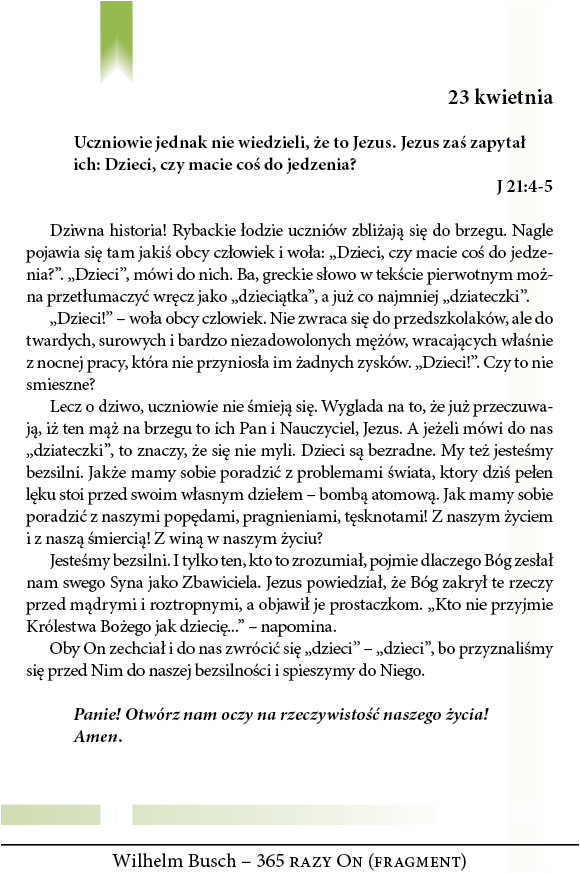 23 kwietnia
Uczniowie jednak nie wiedzieli, że to Jezus. Jezus zaś zapytał
ich: Dzieci, czy macie coś do jedzenia?
J 21:4-5
Dziwna historia! Rybackie łodzie uczniów zbliżają się do brzegu. Nagle
pojawia się tam jakiś obcy człowiek i woła: „Dzieci, czy macie coś do jedze-
nia?”. „Dzieci”, mówi do nich. Ba, greckie słowo w tekście pierwotnym moż-
na przetłumaczyć wręcz jako „dzieciątka”, a już co najmniej „dziateczki”.
„Dzieci!” – woła obcy czlowiek. Nie zwraca się do przedszkolaków, ale do
twardych, surowych i bardzo niezadowolonych mężów, wracających właśnie
z nocnej pracy, która nie przyniosła im żadnych zysków. „Dzieci!”. Czy to nie
smieszne?
Lecz o dziwo, uczniowie nie śmieją się. Wyglada na to, że już przeczuwa-
ją, iż ten mąż na brzegu to ich Pan i Nauczyciel, Jezus. A jeżeli mówi do nas
„dziateczki”, to znaczy, że się nie myli. Dzieci są bezradne. My też jesteśmy
bezsilni. Jakże mamy sobie poradzić z problemami świata, ktory dziś pełen
lęku stoi przed swoim własnym dziełem – bombą atomową. Jak mamy sobie
poradzić z naszymi popędami, pragnieniami, tęsknotami! Z naszym życiem
i z naszą śmiercią! Z winą w naszym życiu?
Jesteśmy bezsilni. I tylko ten, kto to zrozumiał, pojmie dlaczego Bóg zesłał
nam swego Syna jako Zbawiciela. Jezus powiedział, że Bóg zakrył te rzeczy
przed mądrymi i roztropnymi, a objawił je prostaczkom. „Kto nie przyjmie
Królestwa Bożego jak dziecię...” – napomina.
Oby On zechciał i do nas zwrócić się „dzieci” – „dzieci”, bo przyznaliśmy
się przed Nim do naszej bezsilności i spieszymy do Niego.
Panie! Otwórz nam oczy na rzeczywistość naszego życia!
Amen.
Wilhelm Busch – 365 RAZY ON (FRAGMENT)